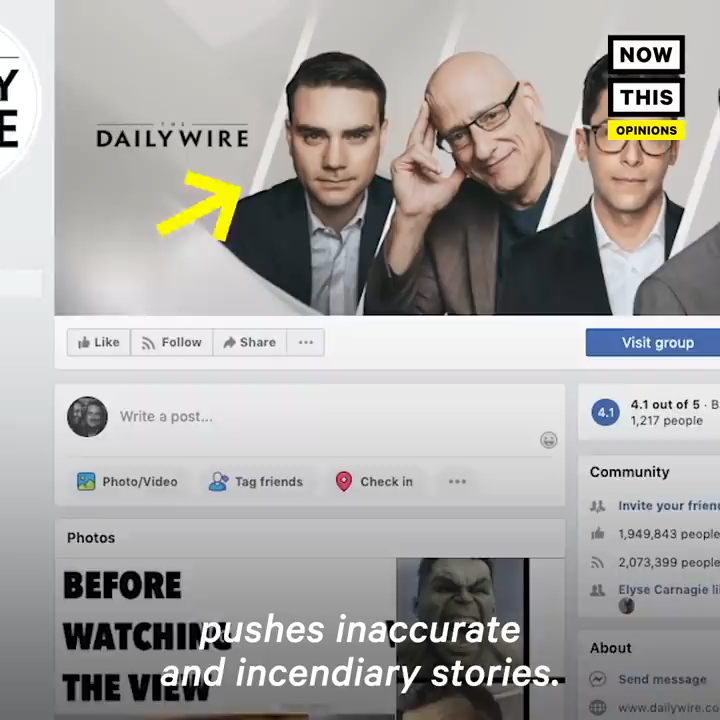 Y
E
THE
DAILY WIRE
NOW
THIS
OPINIONS
Like
Follow
Share
Visit group
Write a post...
4.1
4.1 out of 5 · B
1,217 people
Photo/Video
Tag friends
Check in
Community
Invite your frien
1,949,843 people
2,073,399 people
Elyse Carnagie li
Photos
BEFORE
WATCHING
THE VIEW
pushes inaccurate
and incendiary stories.
About
Send message
www.dailywire.co